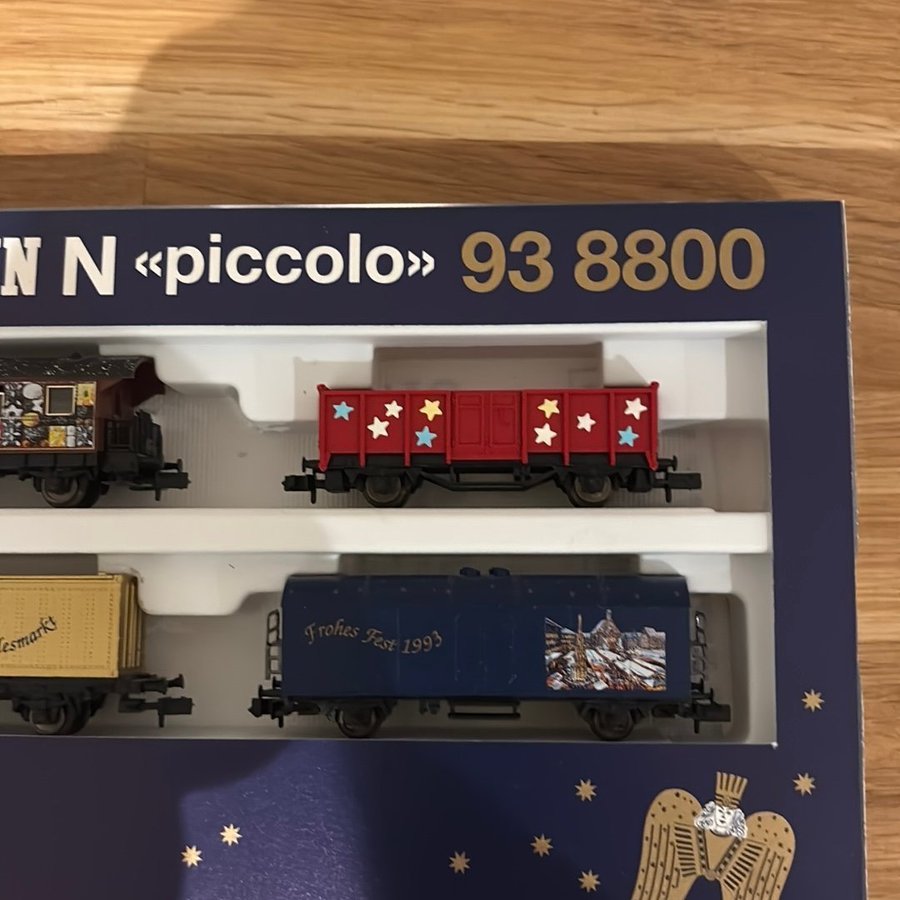 N «piccolo» 93 8800
Frohes Fest 1993